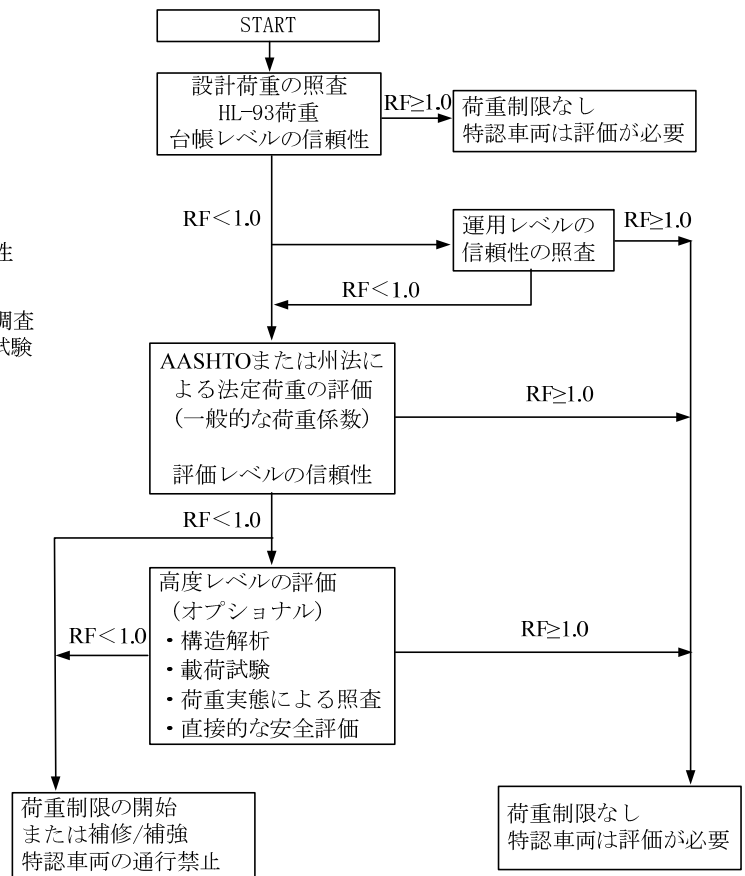 START
設計荷重の照査
HL-93荷重
台帳レベルの信頼性
RF≥1.0
荷重制限なし
特認車両は評価が必要
RF<1.0
運用レベルの
信頼性の照査
RF≥1.0
性
RF<1.0
調査
試験
AASHTOまたは州法に
よる法定荷重の評価
(一般的な荷重係数)
評価レベルの信頼性
RF≥1.0
RF<1.0
高度レベルの評価
(オプショナル)
・構造解析
・載荷試験
・荷重実態による照査
・直接的な安全評価
RF<1.0
RF≥1.0
荷重制限の開始
または補修/補強
特認車両の通行禁止
荷重制限なし
特認車両は評価が必要